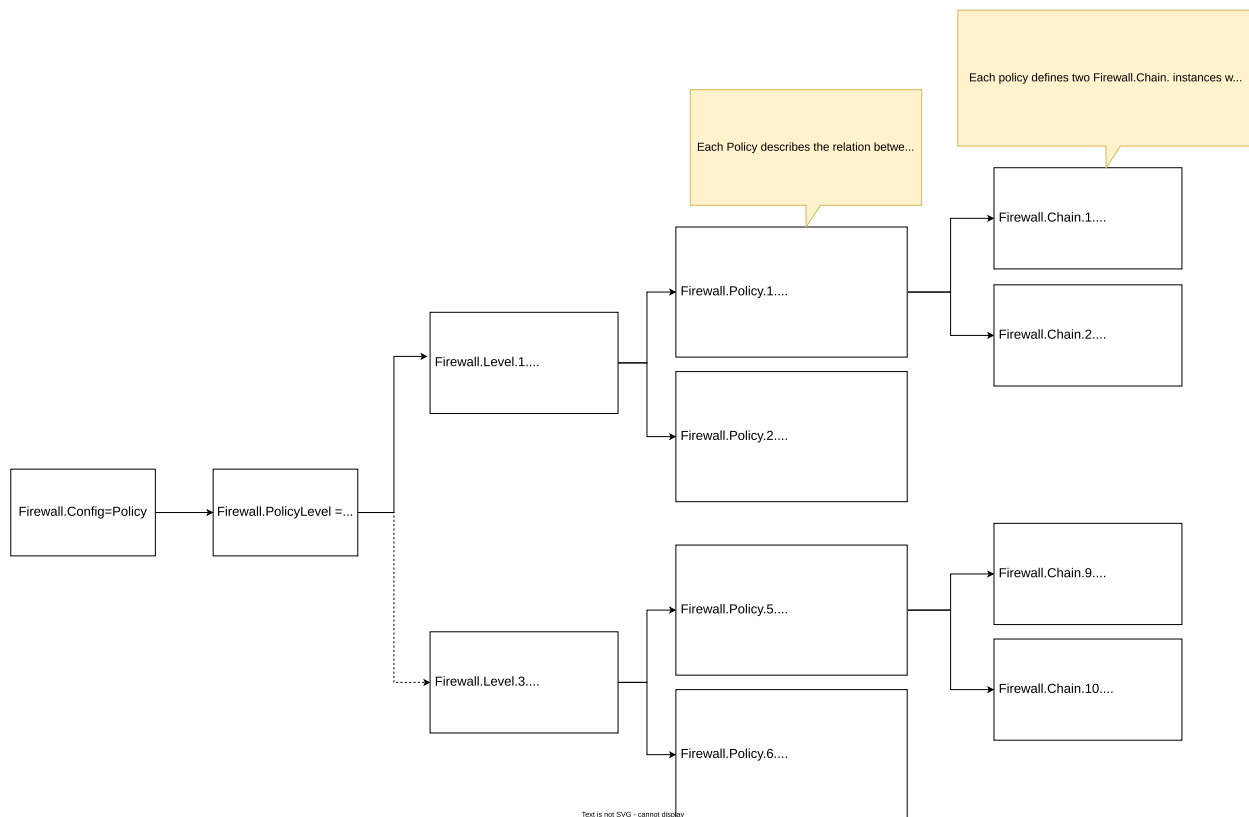 Each policy defines two Firewall.Chain. instances w...
Each Policy describes the relation betwe...
Firewall.Chain.1....
Firewall.Policy.1....
Firewall.Chain.2....
Firewall.Level.1....
Firewall.Policy.2....
Firewall.Config=Policy
Firewall.PolicyLevel =...
Firewall.Chain.9....
Firewall.Policy.5....
Firewall.Level.3....
Firewall.Chain.10....
Firewall.Policy.6....
Text is not SVG - cannot display